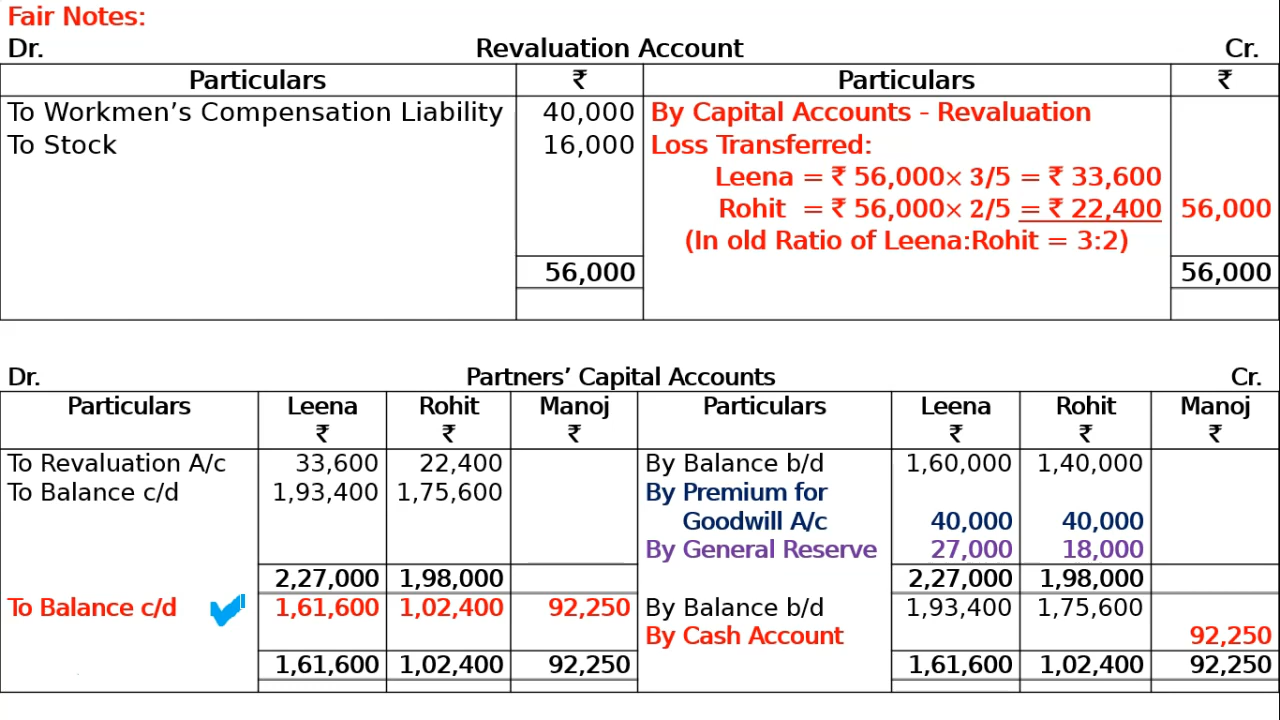 Fair Notes:
Dr. Revaluation Account Cr.
Particulars ₹ Particulars ₹
To Workmen’s Compensation Liability 40,000 By Capital Accounts - Revaluation
To Stock 16,000 Loss Transferred:
Leena = ₹ 56,000× 3/5 = ₹ 33,600
Rohit = ₹ 56,000× 2/5 = ₹ 22,400 56,000
(In old Ratio of Leena:Rohit = 3:2)
56,000 56,000
Dr. Partners’ Capital Accounts Cr.
Particulars Leena Rohit Manoj Particulars Leena Rohit Manoj
₹ ₹ ₹ ₹ ₹ ₹
To Revaluation A/c 33,600 22,400 By Balance b/d 1,60,000 1,40,000
To Balance c/d 1,93,400 1,75,600 By Premium for
Goodwill A/c 40,000 40,000
By General Reserve 27,000 18,000
2,27,000 1,98,000 2,27,000 1,98,000
To Balance c/d 1,61,600 1,02,400 92,250 By Balance b/d 1,93,400 1,75,600
By Cash Account 92,250
1,61,600 1,02,400 92,250 1,61,600 1,02,400 92,250